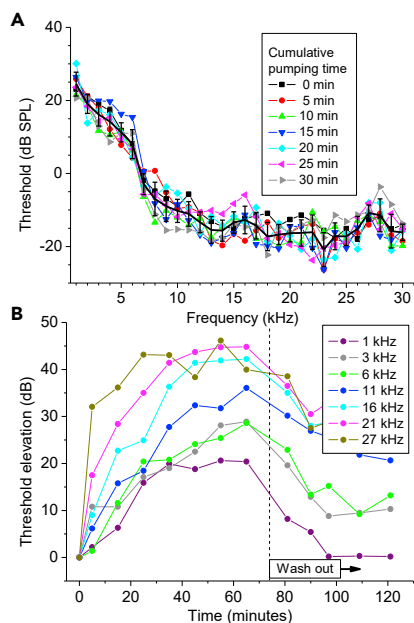 A
40
20
0
-20
Threshold (dB SPL)
Cumulative
pumping time
0 min
5 min
10 min
15 min
20 min
25 min
30 min
5 10 15 20 25 30
Frequency (kHz)
B
50
40
30
20
10
0
Threshold elevation (dB)
1 kHz
3 kHz
6 kHz
11 kHz
16 kHz
21 kHz
27 kHz
Wash out
0 20 40 60 80 100 120
Time (minutes)